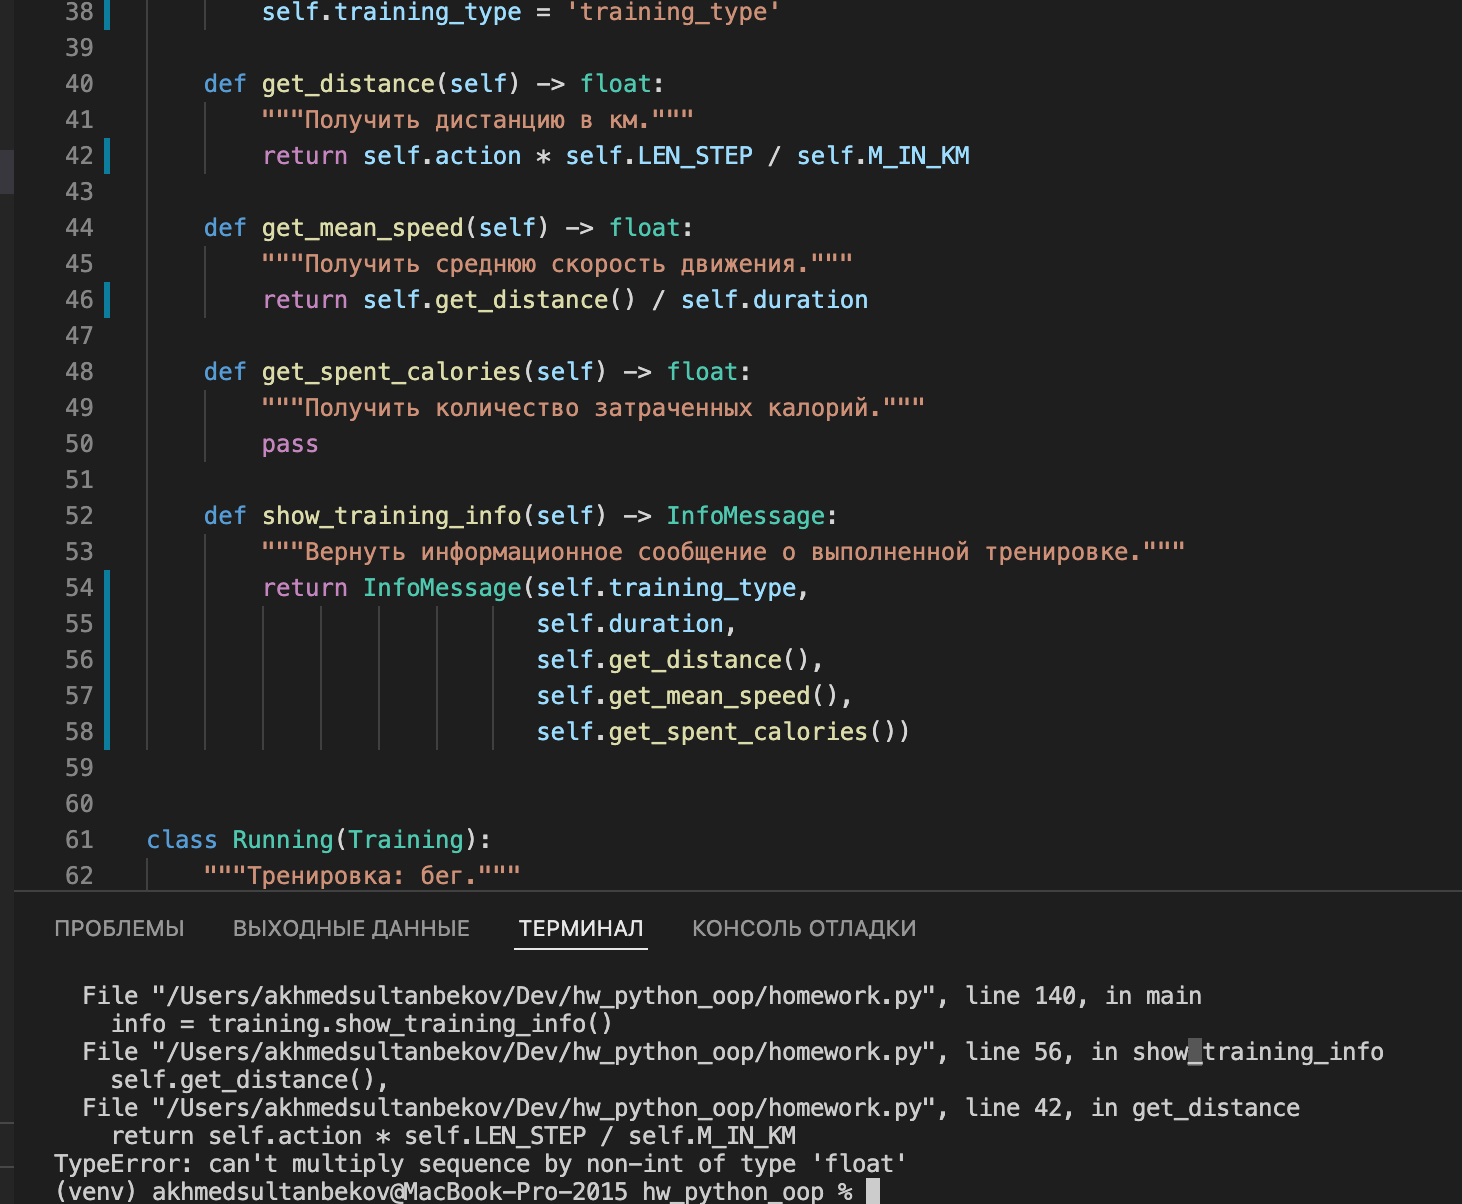 38 self.training_type = 'training_type'
39
40 def get_distance(self) -> float:
41 """Получить дистанцию в км."""
42 return self.action * self.LEN_STEP / self.M_IN_KM
43
44 def get_mean_speed(self) -> float:
45 """Получить среднюю скорость движения."""
46 return self.get_distance() / self.duration
47
48 def get_spent_calories(self) -> float:
49 """Получить количество затраченных калорий."""
50 pass
51
52 def show_training_info(self) -> InfoMessage:
53 """Вернуть информационное сообщение о выполненной тренировке."""
54 return InfoMessage(self.training_type,
55 self.duration,
56 self.get_distance(),
57 self.get_mean_speed(),
58 self.get_spent_calories())
59
60
61 class Running(Training):
62 """Тренировка: бег."""
ПРОБЛЕМЫ ВЫХОДНЫЕ ДАННЫЕ ТЕРМИНАЛ КОНСОЛЬ ОТЛАДКИ
File "/Users/akhmedsultanbekov/Dev/hw_python_oop/homework.py", line 140, in main
info = training.show_training_info()
File "/Users/akhmedsultanbekov/Dev/hw_python_oop/homework.py", line 56, in show_training_info
self.get_distance(),
File "/Users/akhmedsultanbekov/Dev/hw_python_oop/homework.py", line 42, in get_distance
return self.action * self.LEN_STEP / self.M_IN_KM
TypeError: can't multiply sequence by non-int of type 'float'
(venv) akhmedsultanbekov@MacBook-Pro-2015 hw_python_oop %